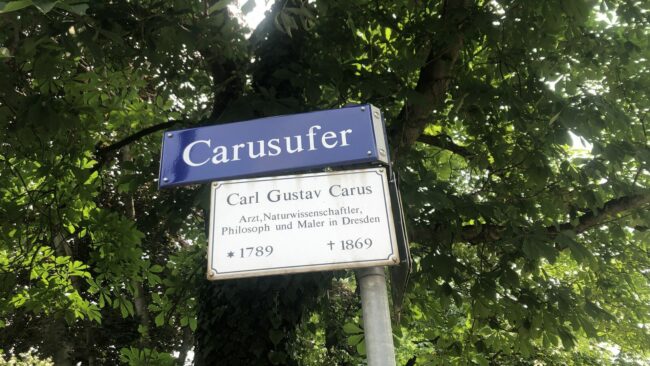 Carusufer
Carl Gustav Carus
Arzt,Naturwissenschaftler,
Philosoph und Maler in Dresden
*1789 †1869